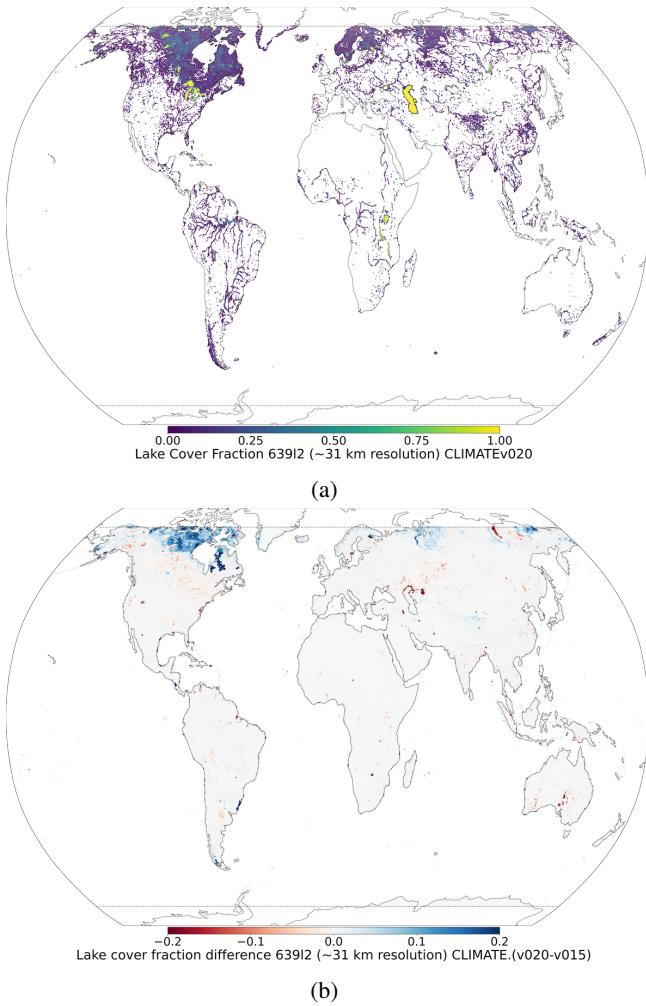 0.00 0.25 0.50 0.75 1.00
Lake Cover Fraction 639l2 (~31 km resolution) CLIMATEv020
(a)
−0.2 −0.1 0.0 0.1 0.2
Lake cover fraction difference 639l2 (~31 km resolution) CLIMATE.(v020-v015)
(b)